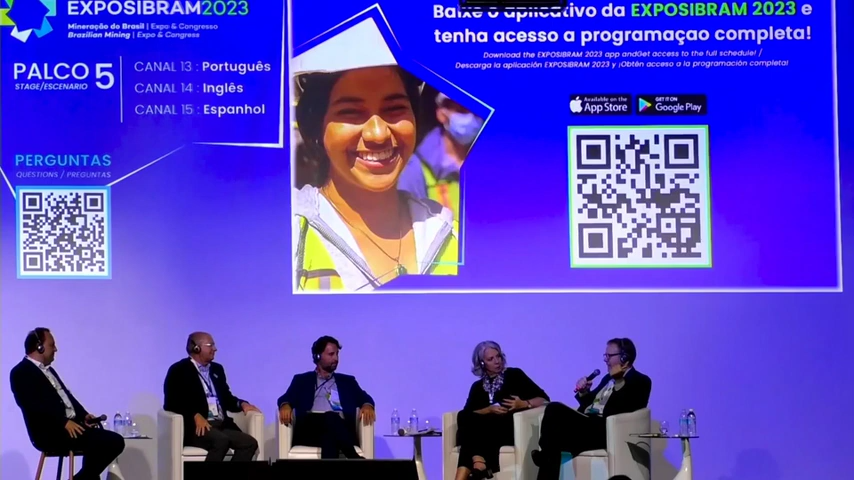 EXPOSIBRAM2023
Mineração do Brasil | Expo & Congresso
Brazilian Mining | Expo & Congress
PALCO 5
STAGE/ESCENARIO
CANAL 13 : Português
CANAL 14 : Inglês
CANAL 15 : Espanhol
PERGUNTAS
QUESTIONS / PREGUNTAS
Baixe o aplicativo da EXPOSIBRAM 2023 e
tenha acesso a programaçao completa!
Download the EXPOSIBRAM 2023 app andGet access to the full schedule! /
Descarga la aplicación EXPOSIBRAM 2023 y ¡Obtén acceso a la programación completa!
Available on the
App Store
GET IT ON
Google Play